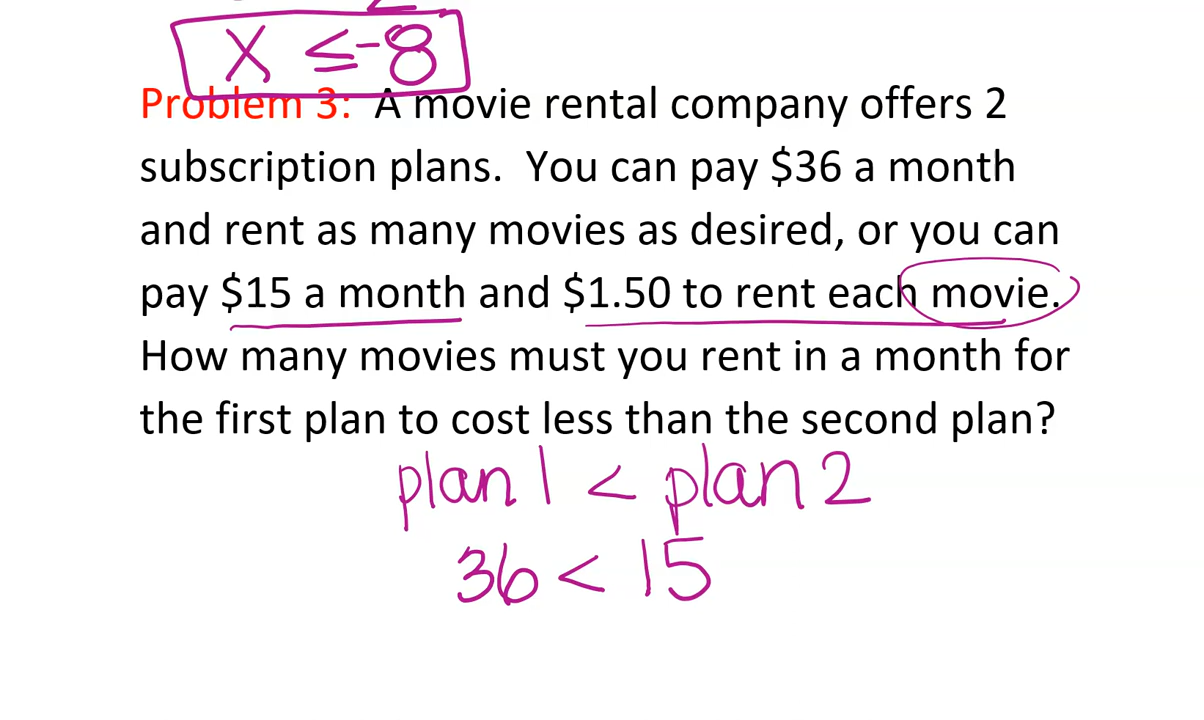 x ≤ -8
Problem 3: A movie rental company offers 2
subscription plans. You can pay $36 a month
and rent as many movies as desired, or you can
pay $15 a month and $1.50 to rent each movie.
How many movies must you rent in a month for
the first plan to cost less than the second plan?
plan 1 < plan 2
36 < 15